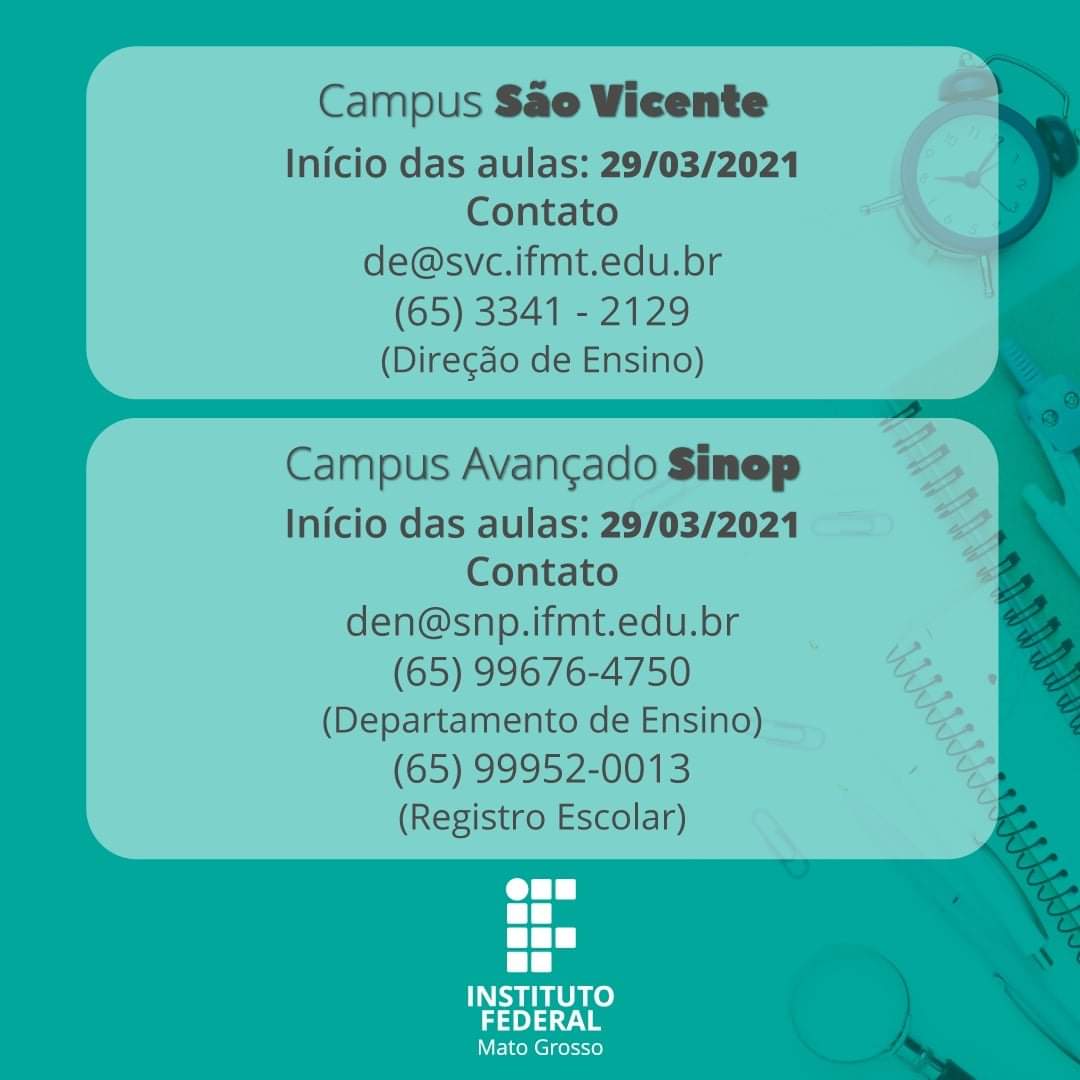 Campus São Vicente
Início das aulas: 29/03/2021
Contato
de@svc.ifmt.edu.br
(65) 3341 - 2129
(Direção de Ensino)
Campus Avançado Sinop
Início das aulas: 29/03/2021
Contato
den@snp.ifmt.edu.br
(65) 99676-4750
(Departamento de Ensino)
(65) 99952-0013
(Registro Escolar)
INSTITUTO
FEDERAL
Mato Grosso